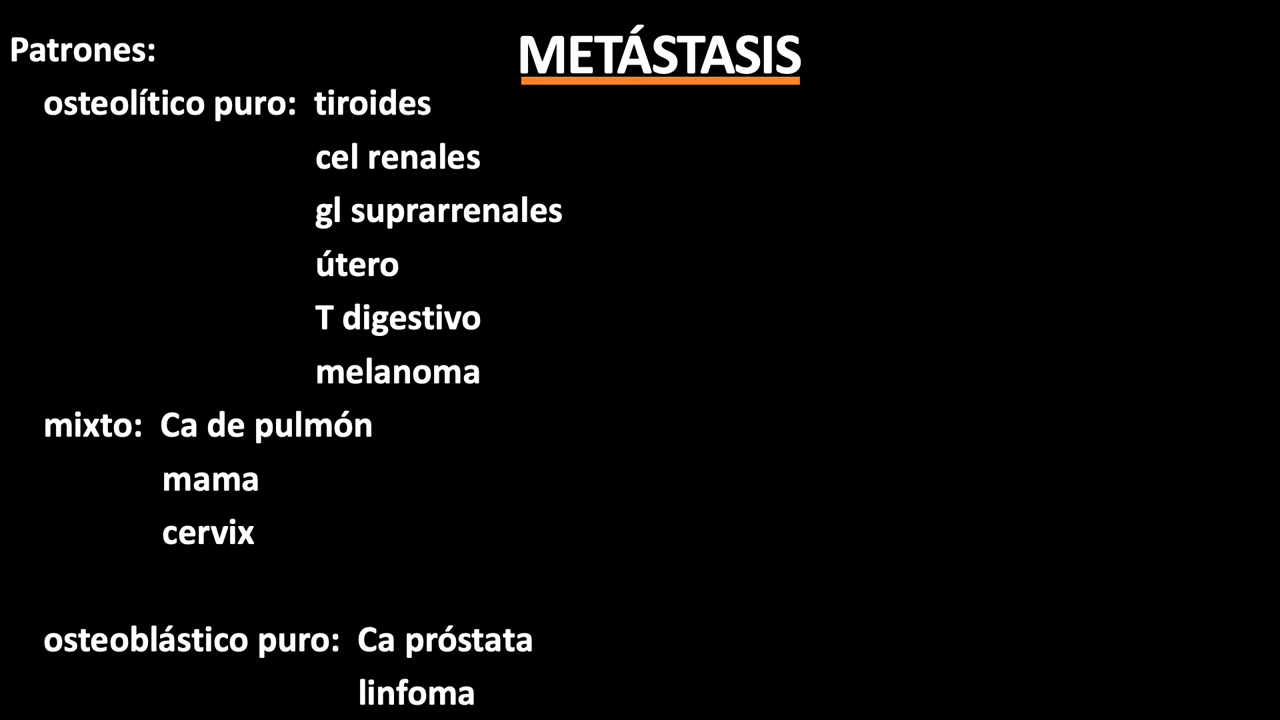 METÁSTASIS
Patrones:
osteolítico puro: tiroides
cel renales
gl suprarrenales
útero
T digestivo
melanoma
mixto: Ca de pulmón
mama
cervix
osteoblástico puro: Ca próstata
linfoma